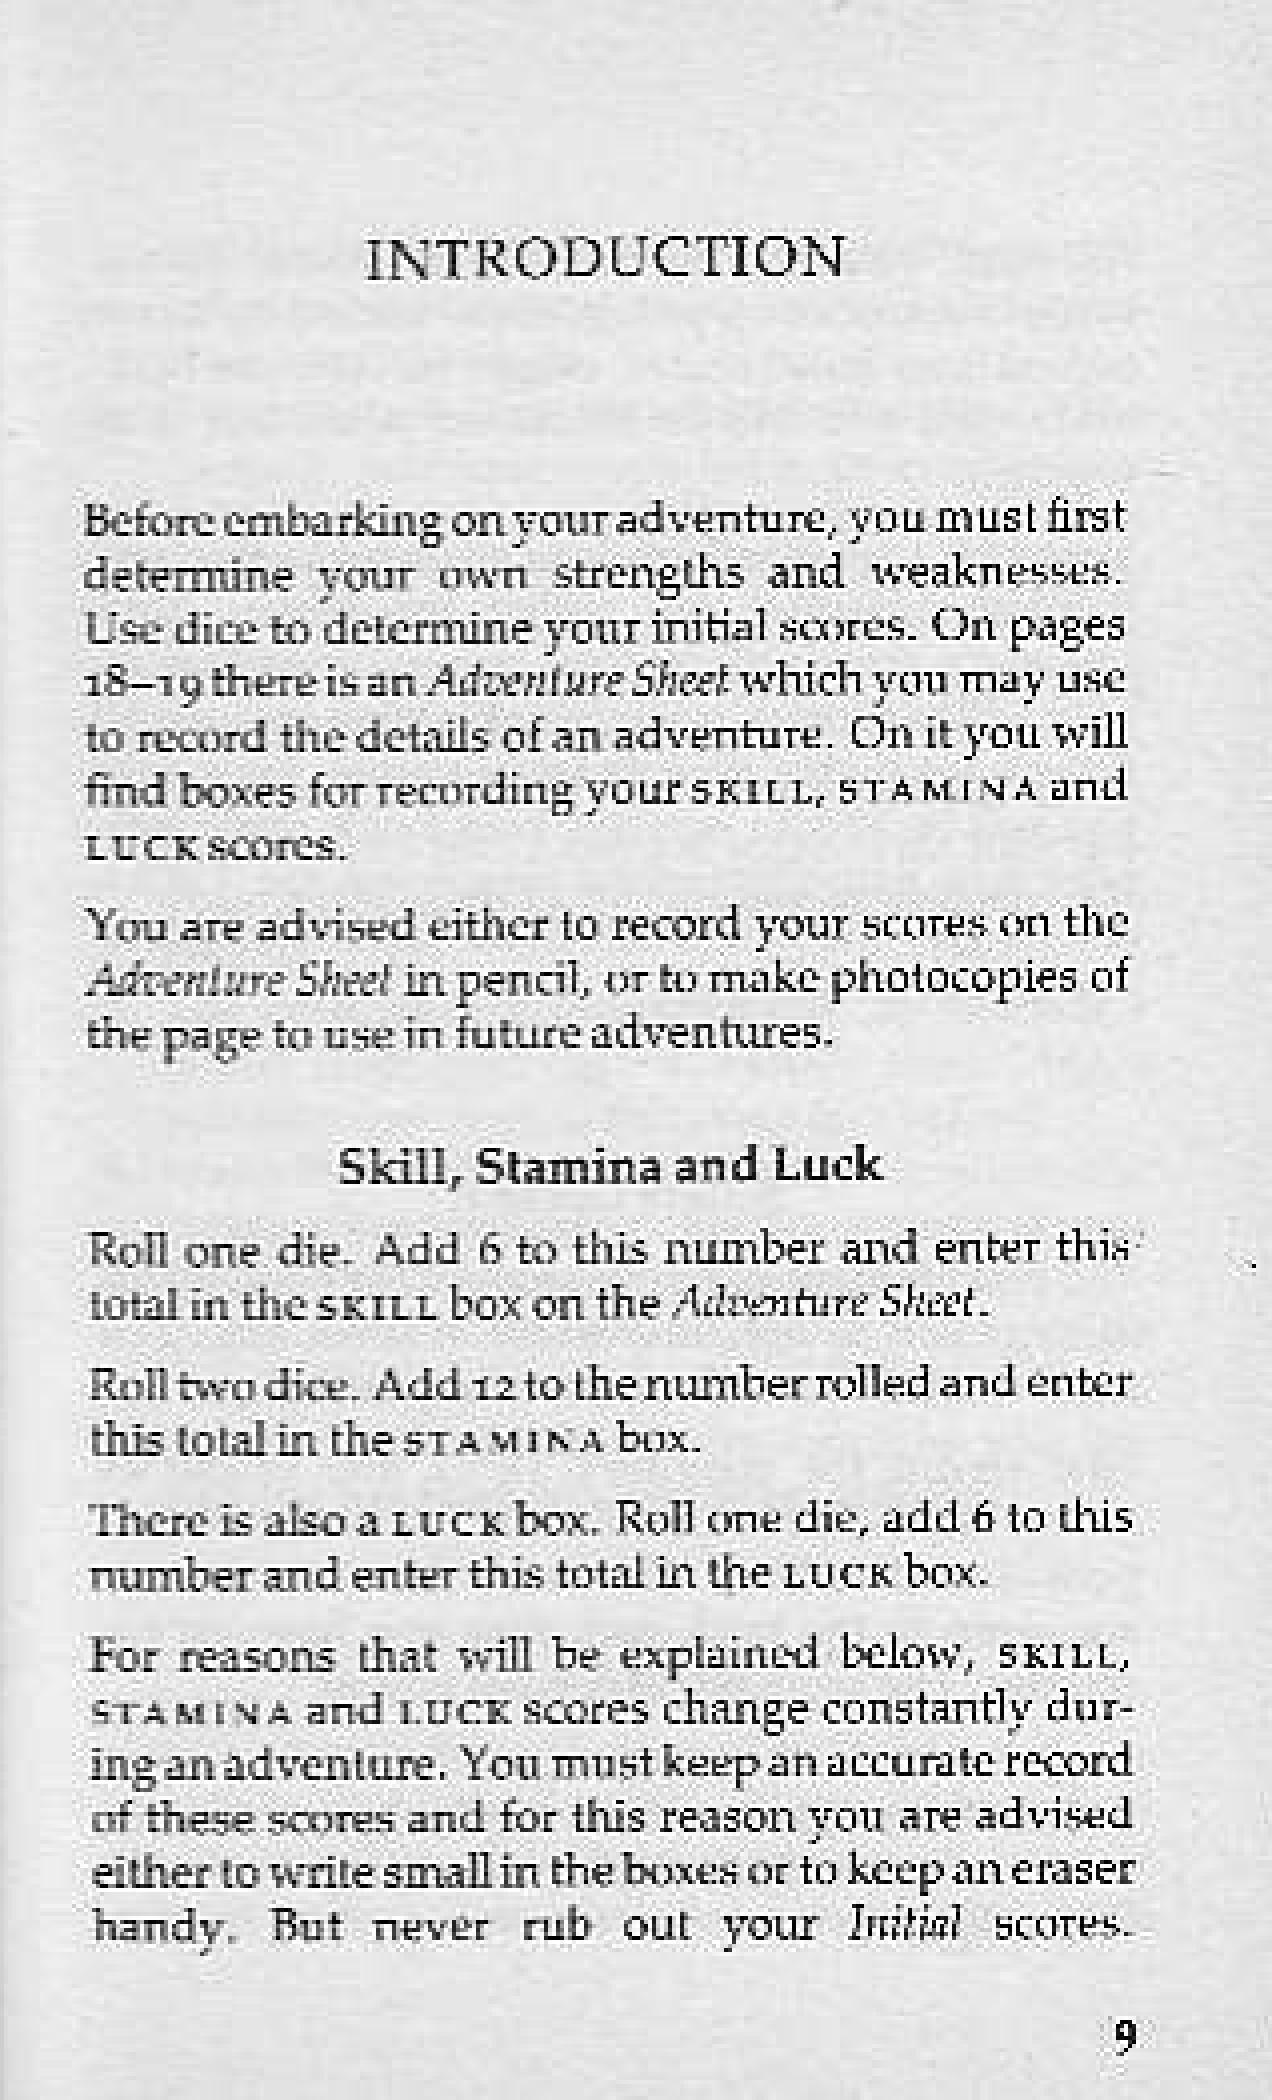 INTRODUCTION
Before embarking on your adventure, you must first
determine your own strengths and weaknesses.
Use dice to determine your initial scores. On pages
18–19 there is an Adventure Sheet which you may use
to record the details of an adventure. On it you will
find boxes for recording your SKILL, STAMINA and
LUCK scores.
You are advised either to record your scores on the
Adventure Sheet in pencil, or to make photocopies of
the page to use in future adventures.
Skill, Stamina and Luck
Roll one die. Add 6 to this number and enter this
total in the SKILL box on the Adventure Sheet.
Roll two dice. Add 12 to the number rolled and enter
this total in the STAMINA box.
There is also a LUCK box. Roll one die, add 6 to this
number and enter this total in the LUCK box.
For reasons that will be explained below, SKILL,
STAMINA and LUCK scores change constantly dur-
ing an adventure. You must keep an accurate record
of these scores and for this reason you are advised
either to write small in the boxes or to keep an eraser
handy. But never rub out your Initial scores.
9